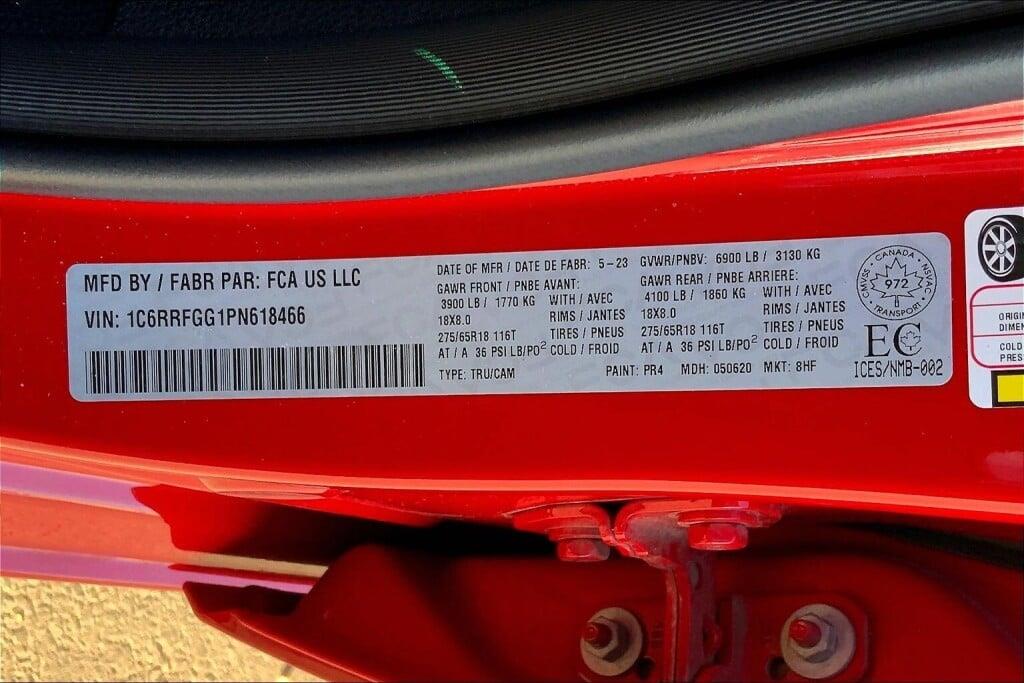 MFD BY / FABR PAR: FCA US LLC
VIN: 1C6RRFGG1PN618466
DATE OF MFR / DATE DE FABR: 5-23
GAWR FRONT / PNBE AVANT:
3900 LB / 1770 KG WITH / AVEC
18X8.0 RIMS / JANTES
275/65R18 116T TIRES / PNEUS
AT / A 36 PSI LB/PO² COLD / FROID
TYPE: TRU/CAM
GVWR/PNBV: 6900 LB / 3130 KG
GAWR REAR / PNBE ARRIERE:
4100 LB / 1860 KG WITH / AVEC
18X8.0 RIMS / JANTES
275/65R18 116T TIRES / PNEUS
AT / A 36 PSI LB/PO² COLD / FROID
PAINT: PR4 MDH: 050620 MKT: 8HF
CANADA
CMVSS 972 NSVAC
TRANSPORT
EC
ICES/NMB-002
COLD